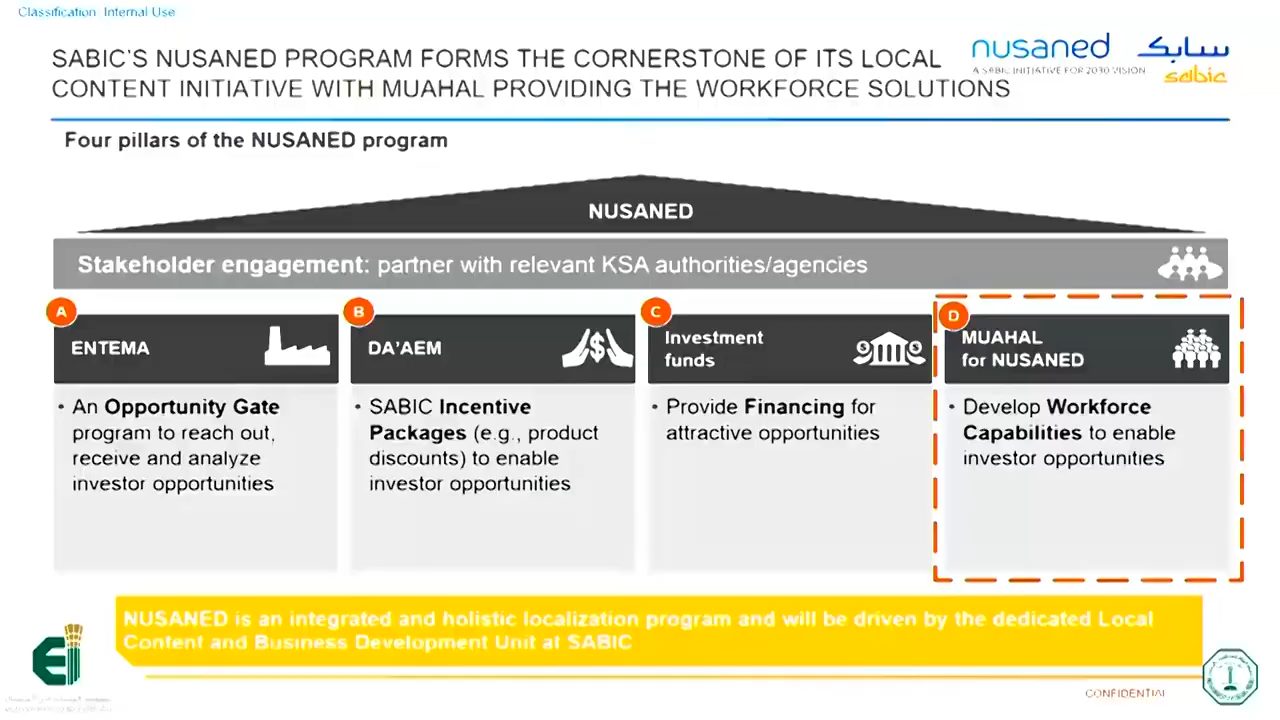 Classification: Internal Use
SABIC'S NUSANED PROGRAM FORMS THE CORNERSTONE OF ITS LOCAL
CONTENT INITIATIVE WITH MUAHAL PROVIDING THE WORKFORCE SOLUTIONS
nusaned
A SABIC INITIATIVE FOR 2030 VISION
سابك
sabic
Four pillars of the NUSANED program
NUSANED
Stakeholder engagement: partner with relevant KSA authorities/agencies
A
ENTEMA
• An Opportunity Gate
program to reach out,
receive and analyze
investor opportunities
B
DA'AEM
• SABIC Incentive
Packages (e.g., product
discounts) to enable
investor opportunities
C
Investment
funds
• Provide Financing for
attractive opportunities
D
MUAHAL
for NUSANED
• Develop Workforce
Capabilities to enable
investor opportunities
NUSANED is an integrated and holistic localization program and will be driven by the dedicated Local
Content and Business Development Unit at SABIC
CONFIDENTIAL